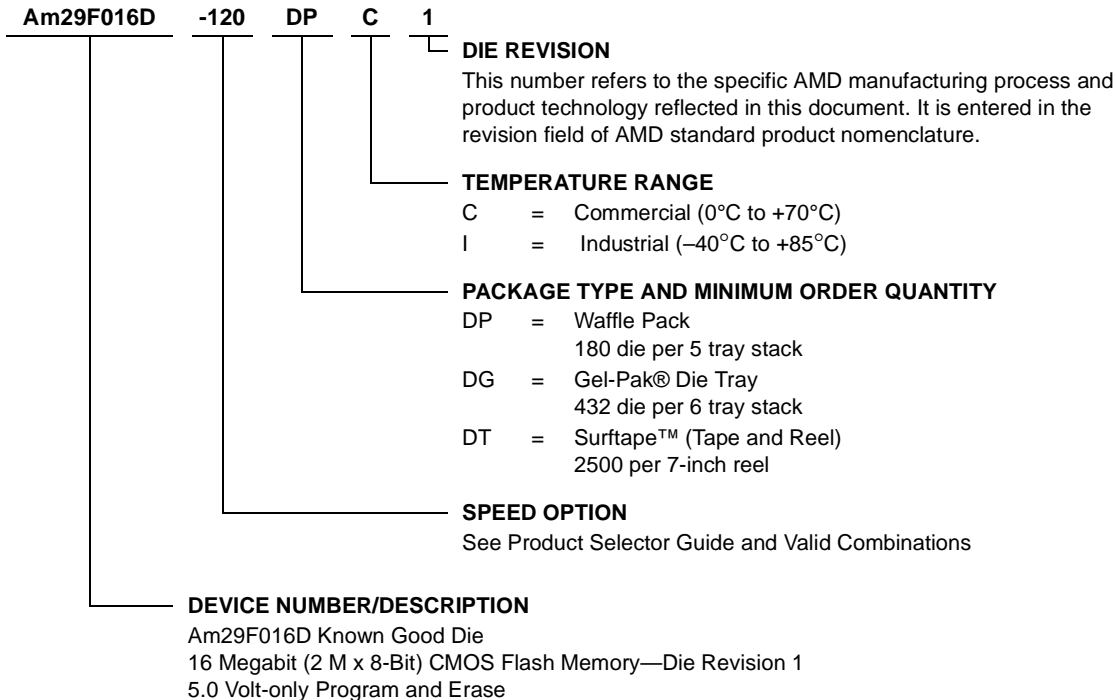 Am29F016D -120 DP C 1
DIE REVISION
This number refers to the specific AMD manufacturing process and
product technology reflected in this document. It is entered in the
revision field of AMD standard product nomenclature.
TEMPERATURE RANGE
C = Commercial (0°C to +70°C)
I = Industrial (–40°C to +85°C)
PACKAGE TYPE AND MINIMUM ORDER QUANTITY
DP = Waffle Pack
180 die per 5 tray stack
DG = Gel-Pak® Die Tray
432 die per 6 tray stack
DT = Surftape™ (Tape and Reel)
2500 per 7-inch reel
SPEED OPTION
See Product Selector Guide and Valid Combinations
DEVICE NUMBER/DESCRIPTION
Am29F016D Known Good Die
16 Megabit (2 M x 8-Bit) CMOS Flash Memory—Die Revision 1
5.0 Volt-only Program and Erase